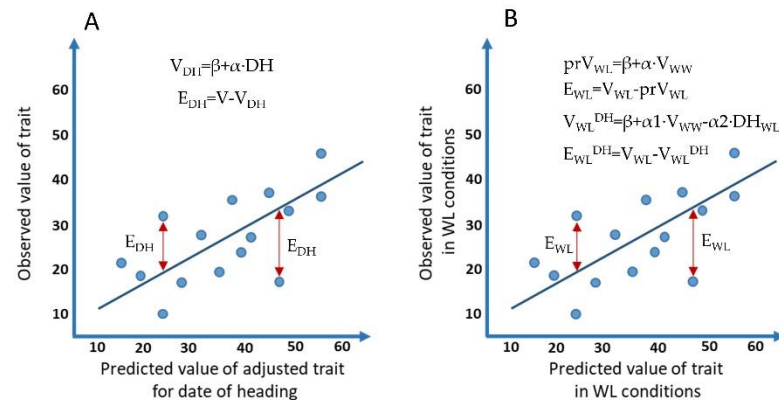 A
V_DH=β+α·DH
E_DH=V-V_DH
Observed value of trait
60
50
40
30
20
10
E_DH
E_DH
10 20 30 40 50 60
Predicted value of adjusted trait
for date of heading
B
prV_WL=β+α·V_WW
E_WL=V_WL-prV_WL
V_WL^DH=β+α1·V_WW-α2·DH_WL
E_WL^DH=V_WL-V_WL^DH
Observed value of trait
in WL conditions
60
50
40
30
20
10
E_WL
E_WL
10 20 30 40 50 60
Predicted value of trait
in WL conditions